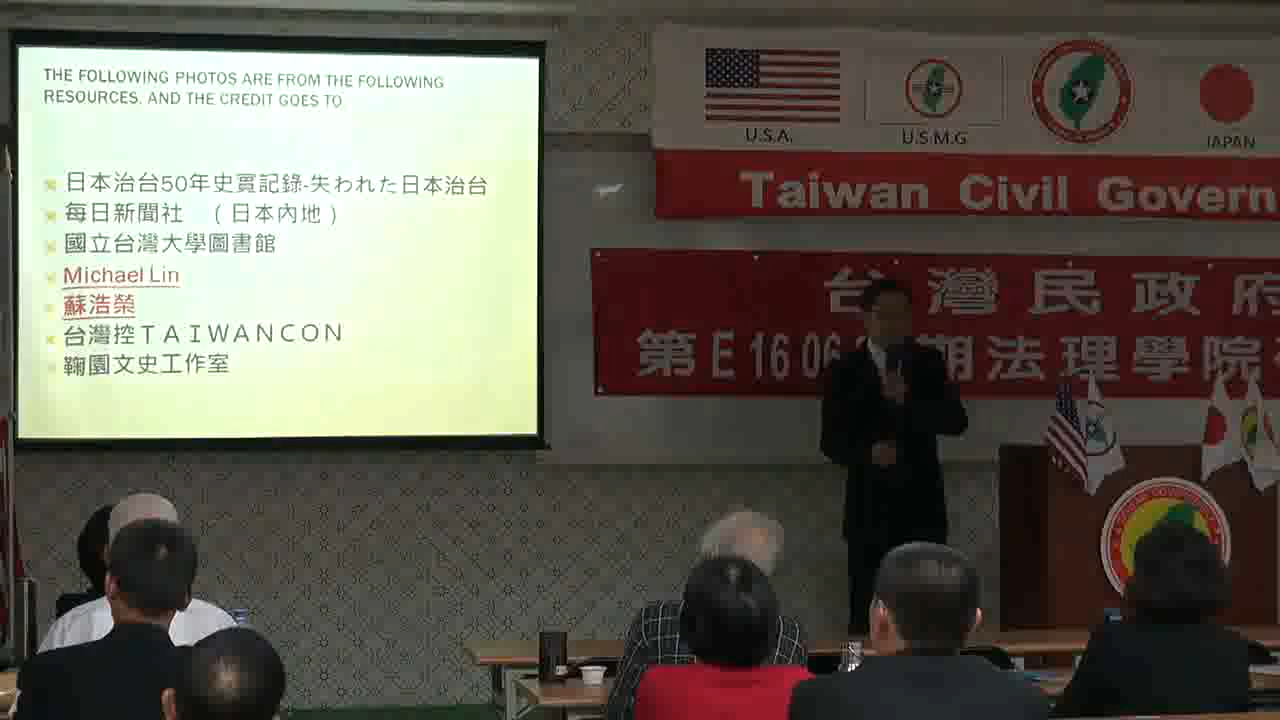 THE FOLLOWING PHOTOS ARE FROM THE FOLLOWING
RESOURCES, AND THE CREDIT GOES TO
日本治台50年史實記錄-失われた日本治台
每日新聞社 （日本內地）
國立台灣大學圖書館
Michael Lin
蘇浩榮
台灣控TAIWANCON
鞠園文史工作室
U.S.A.
U.S.M.G
JAPAN
Taiwan Civil Govern
台灣民政府
第E 16 06 期法理學院